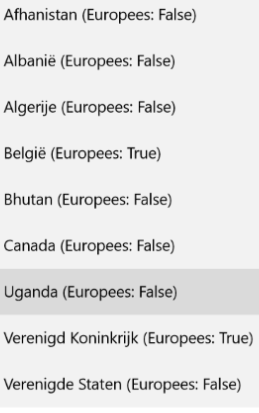 Afhanistan (Europees: False)
Albanië (Europees: False)
Algerije (Europees: False)
België (Europees: True)
Bhutan (Europees: False)
Canada (Europees: False)
Uganda (Europees: False)
Verenigd Koninkrijk (Europees: True)
Verenigde Staten (Europees: False)